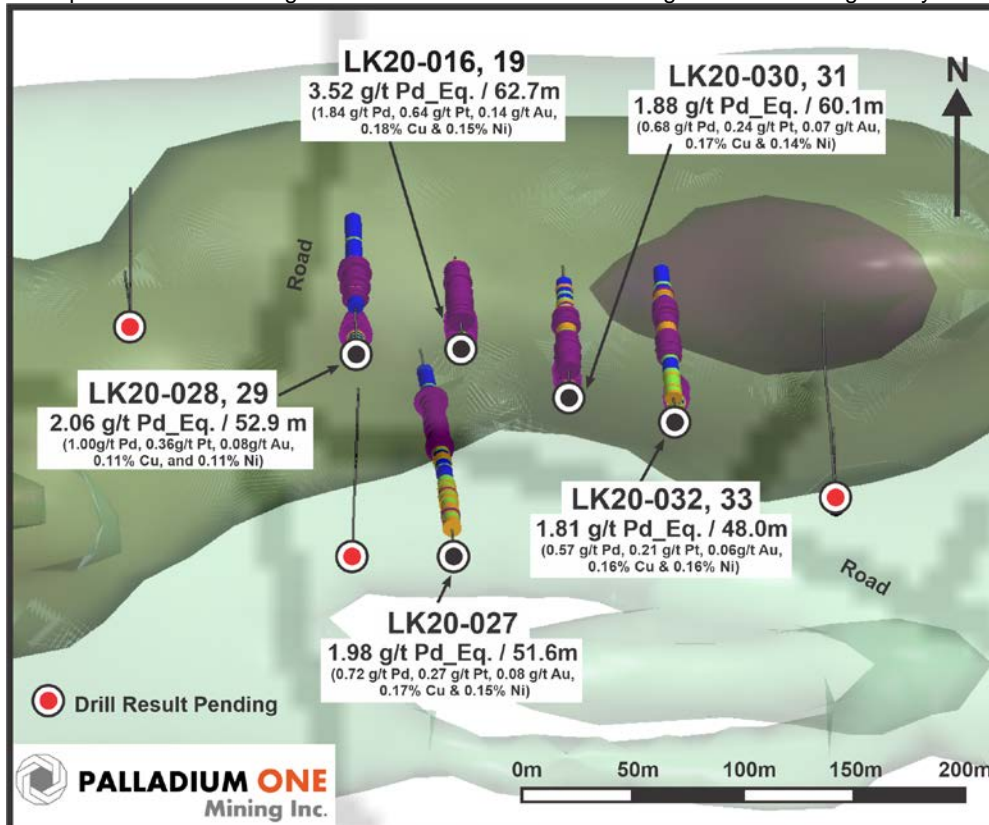 LK20-016, 19
3.52 g/t Pd_Eq. / 62.7m
(1.84 g/t Pd, 0.64 g/t Pt, 0.14 g/t Au,
0.18% Cu & 0.15% Ni)
LK20-030, 31
1.88 g/t Pd_Eq. / 60.1m
(0.68 g/t Pd, 0.24 g/t Pt, 0.07 g/t Au,
0.17% Cu & 0.14% Ni)
N
Road
LK20-028, 29
2.06 g/t Pd_Eq. / 52.9 m
(1.00g/t Pd, 0.36g/t Pt, 0.08g/t Au,
0.11% Cu, and 0.11% Ni)
LK20-032, 33
1.81 g/t Pd_Eq. / 48.0m
(0.57 g/t Pd, 0.21 g/t Pt, 0.06g/t Au,
0.16% Cu & 0.16% Ni)
Road
LK20-027
1.98 g/t Pd_Eq. / 51.6m
(0.72 g/t Pd, 0.27 g/t Pt, 0.08 g/t Au,
0.17% Cu & 0.15% Ni)
Drill Result Pending
PALLADIUM ONE
Mining Inc.
0m 50m 100m 150m 200m